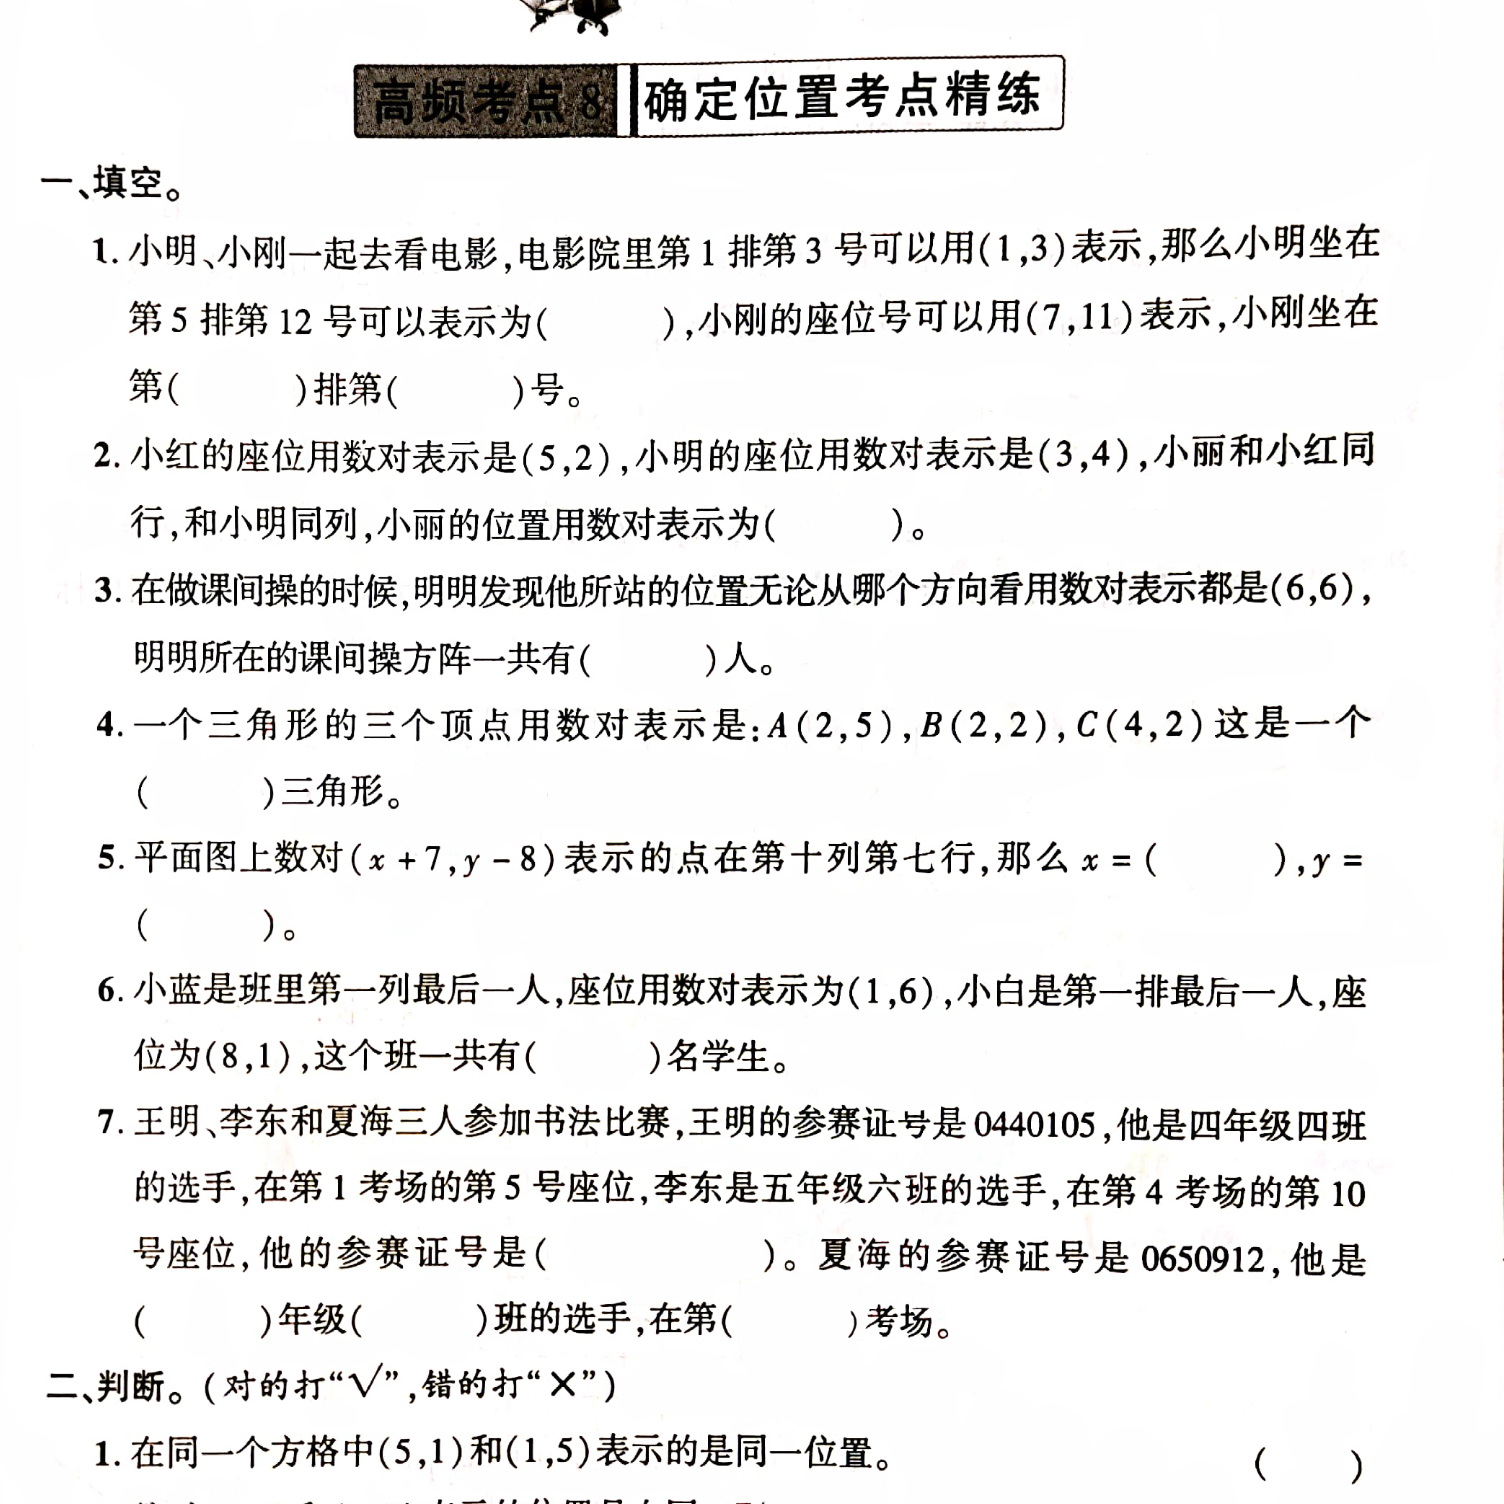 高频考点8 确定位置考点精练
一、填空。
1. 小明、小刚一起去看电影,电影院里第1排第3号可以用(1,3)表示,那么小明坐在
第5排第12号可以表示为( ),小刚的座位号可以用(7,11)表示,小刚坐在
第( )排第( )号。
2. 小红的座位用数对表示是(5,2),小明的座位用数对表示是(3,4),小丽和小红同
行,和小明同列,小丽的位置用数对表示为( )。
3. 在做课间操的时候,明明发现他所站的位置无论从哪个方向看用数对表示都是(6,6),
明明所在的课间操方阵一共有( )人。
4. 一个三角形的三个顶点用数对表示是:A(2,5),B(2,2),C(4,2)这是一个
( )三角形。
5. 平面图上数对(x+7,y-8)表示的点在第十列第七行,那么x=( ),y=
( )。
6. 小蓝是班里第一列最后一人,座位用数对表示为(1,6),小白是第一排最后一人,座
位为(8,1),这个班一共有( )名学生。
7. 王明、李东和夏海三人参加书法比赛,王明的参赛证号是0440105,他是四年级四班
的选手,在第1考场的第5号座位,李东是五年级六班的选手,在第4考场的第10
号座位,他的参赛证号是( )。夏海的参赛证号是0650912,他是
( )年级( )班的选手,在第( )考场。
二、判断。(对的打“√”,错的打“×”)
1. 在同一个方格中(5,1)和(1,5)表示的是同一位置。 ( )